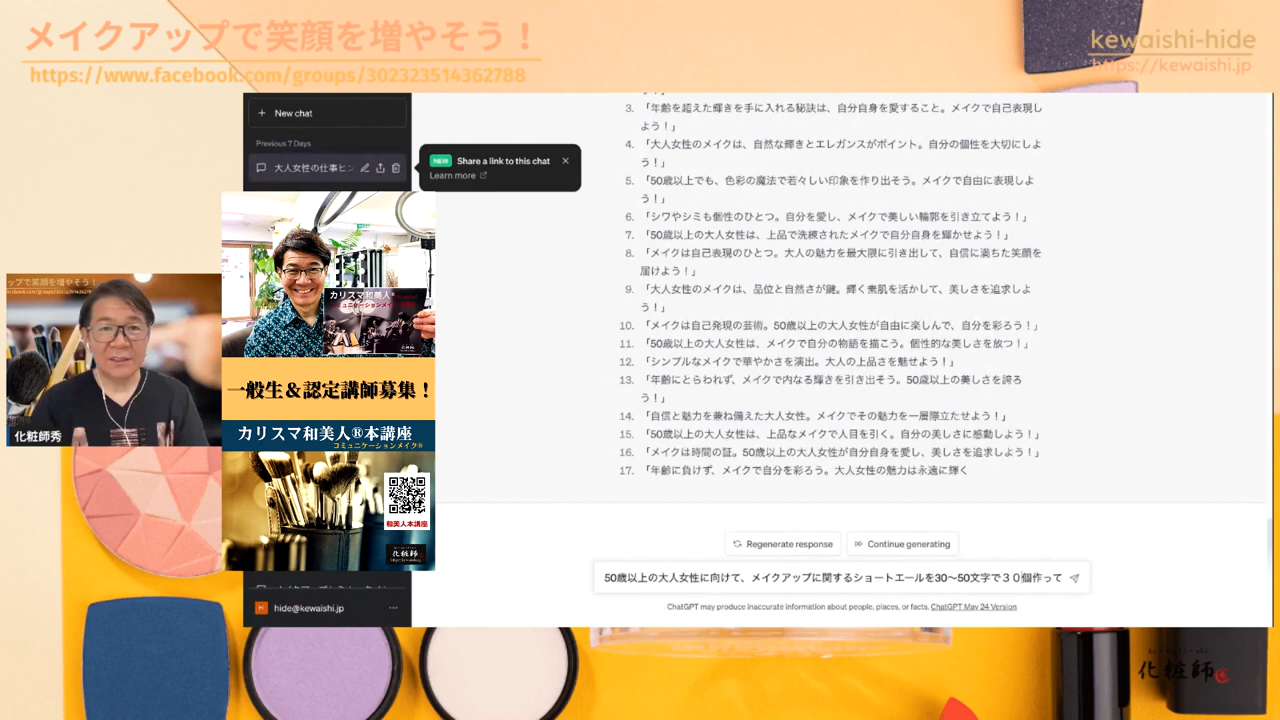 メイクアップで笑顔を増やそう！
https://www.facebook.com/groups/302323514362788
kewaishi-hide
https://kewaishi.jp
+ New chat
Previous 7 Days
大人女性の仕事ヒン
NEW Share a link to this chat
Learn more
3. 「年齢を超えた輝きを手に入れる秘訣は、自分自身を愛すること。メイクで自己表現し
よう！」
4. 「大人女性のメイクは、自然な輝きとエレガンスがポイント。自分の個性を大切にしよ
う！」
5. 「50歳以上でも、色彩の魔法で若々しい印象を作り出そう。メイクで自由に表現しよ
う！」
6. 「シワやシミも個性のひとつ。自分を愛し、メイクで美しい輪郭を引き立てよう！」
7. 「50歳以上の大人女性は、上品で洗練されたメイクで自分自身を輝かせよう！」
8. 「メイクは自己表現のひとつ。大人の魅力を最大限に引き出して、自信に満ちた笑顔を
届けよう！」
9. 「大人女性のメイクは、品位と自然さが鍵。輝く素肌を活かして、美しさを追求しよ
う！」
10. 「メイクは自己発現の芸術。50歳以上の大人女性が自由に楽しんで、自分を彩ろう！」
11. 「50歳以上の大人女性は、メイクで自分の物語を描こう。個性的な美しさを放つ！」
12. 「シンプルなメイクで華やかさを演出。大人の上品さを魅せよう！」
13. 「年齢にとらわれず、メイクで内なる輝きを引き出そう。50歳以上の美しさを誇ろ
う！」
14. 「自信と魅力を兼ね備えた大人女性。メイクでその魅力を一層際立たせよう！」
15. 「50歳以上の大人女性は、上品なメイクで人目を引く。自分の美しさに感動しよう！」
16. 「メイクは時間の証。50歳以上の大人女性が自分自身を愛し、美しさを追求しよう！」
17. 「年齢に負けず、メイクで自分を彩ろう。大人女性の魅力は永遠に輝く
Regenerate response
Continue generating
50歳以上の大人女性に向けて、メイクアップに関するショートエールを30〜50文字で３０個作って
ChatGPT may produce inaccurate information about people, places, or facts. ChatGPT May 24 Version
hide@kewaishi.jp
ップで笑顔を増やそう！
化粧師秀
カリスマ和美人®
一般生＆認定講師募集！
カリスマ和美人®本講座
コミュニケーションメイク®
和美人本講座
化粧師
化粧師